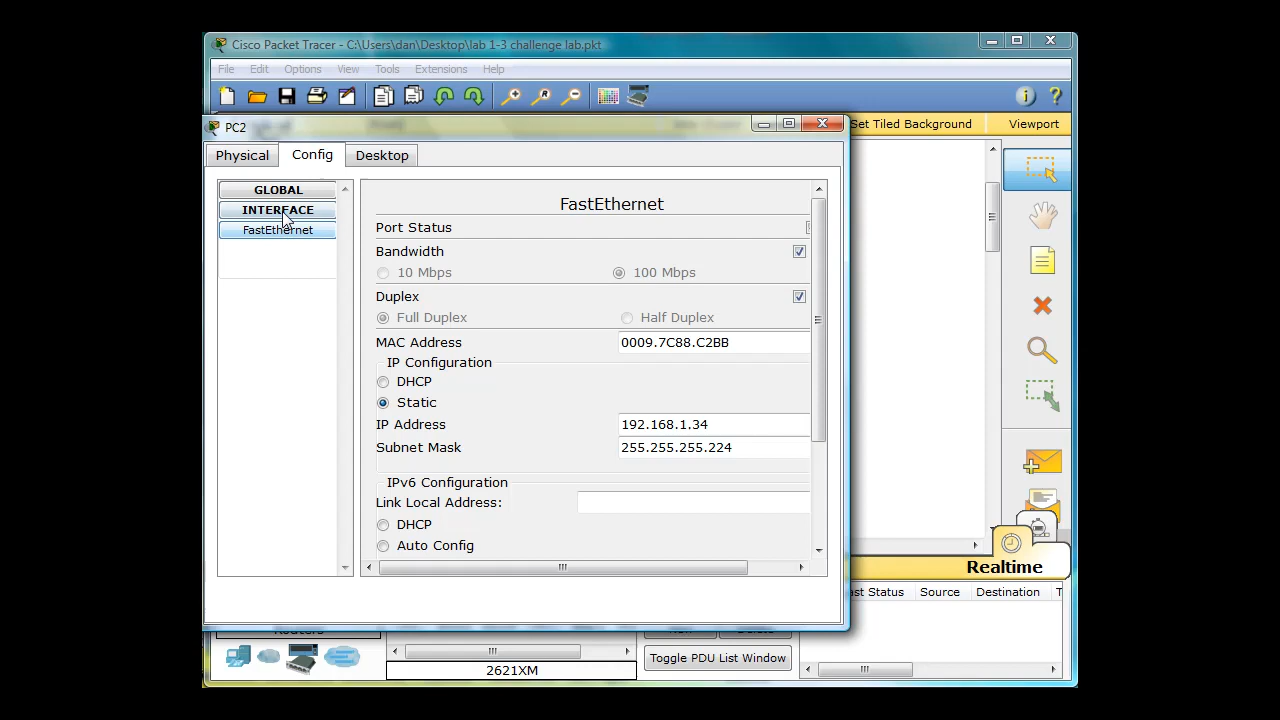 Cisco Packet Tracer - C:\Users\dan\Desktop\lab 1-3 challenge lab.pkt
File Edit Options View Tools Extensions Help
PC2
Set Tiled Background Viewport
Physical Config Desktop
GLOBAL
INTERFACE
FastEthernet
FastEthernet
Port Status
Bandwidth
10 Mbps 100 Mbps
Duplex
Full Duplex Half Duplex
MAC Address 0009.7C88.C2BB
IP Configuration
DHCP
Static
IP Address 192.168.1.34
Subnet Mask 255.255.255.224
IPv6 Configuration
Link Local Address:
DHCP
Auto Config
Realtime
ast Status Source Destination T
Routers
Toggle PDU List Window
2621XM